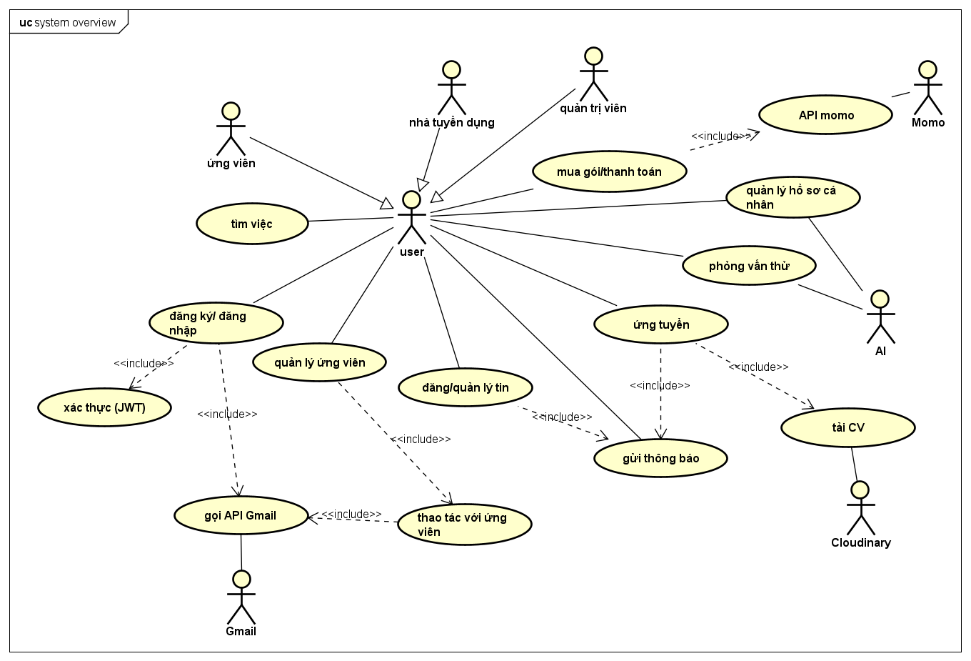 uc system overview
quản trị viên
nhà tuyển dụng
Momo
API momo
<<include>>
ứng viên
mua gói/thanh toán
quản lý hồ sơ cá
nhân
tìm việc
user
phỏng vấn thử
đăng ký/ đăng
nhập
ứng tuyển
AI
<<include>>
quản lý ứng viên
<<include>>
đăng/quản lý tin
<<include>>
xác thực (JWT)
<<include>>
<<include>>
tải CV
<<include>>
gửi thông báo
gọi API Gmail
<<include>>
thao tác với ứng
viên
Cloudinary
Gmail